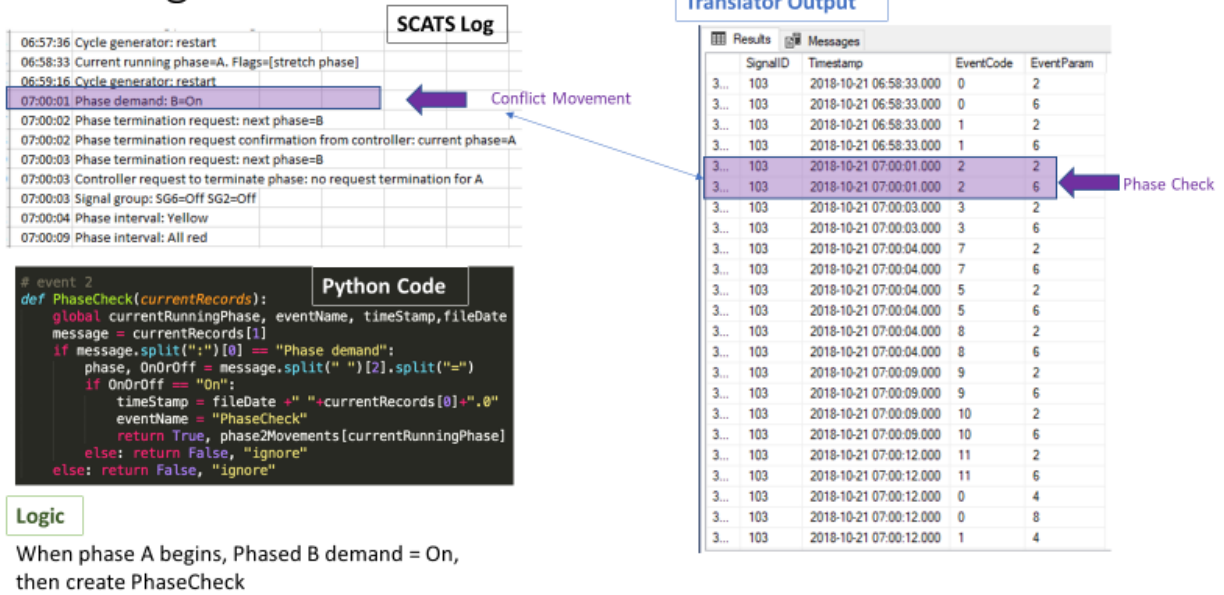 SCATS Log
06:57:36 Cycle generator: restart
06:58:33 Current running phase=A. Flags=[stretch phase]
06:59:16 Cycle generator: restart
07:00:01 Phase demand: B=On
07:00:02 Phase termination request: next phase=B
07:00:02 Phase termination request confirmation from controller: current phase=A
07:00:03 Phase termination request: next phase=B
07:00:03 Controller request to terminate phase: no request termination for A
07:00:03 Signal group: SG6=Off SG2=Off
07:00:04 Phase interval: Yellow
07:00:09 Phase interval: All red
Conflict Movement
Python Code
# event 2
def PhaseCheck(currentRecords):
global currentRunningPhase, eventName, timeStamp,fileDate
message = currentRecords[1]
if message.split(":")[0] == "Phase demand":
phase, OnOrOff = message.split(" ")[2].split("=")
if OnOrOff == "On":
timeStamp = fileDate +" "+currentRecords[0]+".0"
eventName = "PhaseCheck"
return True, phase2Movements[currentRunningPhase]
else: return False, "ignore"
else: return False, "ignore"
Logic
When phase A begins, Phased B demand = On,
then create PhaseCheck
Translator Output
Results Messages
SignalID Timestamp EventCode EventParam
3... 103 2018-10-21 06:58:33.000 0 2
3... 103 2018-10-21 06:58:33.000 0 6
3... 103 2018-10-21 06:58:33.000 1 2
3... 103 2018-10-21 06:58:33.000 1 6
3... 103 2018-10-21 07:00:01.000 2 2
3... 103 2018-10-21 07:00:01.000 2 6
3... 103 2018-10-21 07:00:03.000 3 2
3... 103 2018-10-21 07:00:03.000 3 6
3... 103 2018-10-21 07:00:04.000 7 2
3... 103 2018-10-21 07:00:04.000 7 6
3... 103 2018-10-21 07:00:04.000 5 2
3... 103 2018-10-21 07:00:04.000 5 6
3... 103 2018-10-21 07:00:04.000 8 2
3... 103 2018-10-21 07:00:04.000 8 6
3... 103 2018-10-21 07:00:09.000 9 2
3... 103 2018-10-21 07:00:09.000 9 6
3... 103 2018-10-21 07:00:09.000 10 2
3... 103 2018-10-21 07:00:09.000 10 6
3... 103 2018-10-21 07:00:12.000 11 2
3... 103 2018-10-21 07:00:12.000 11 6
3... 103 2018-10-21 07:00:12.000 0 4
3... 103 2018-10-21 07:00:12.000 0 8
3... 103 2018-10-21 07:00:12.000 1 4
Phase Check